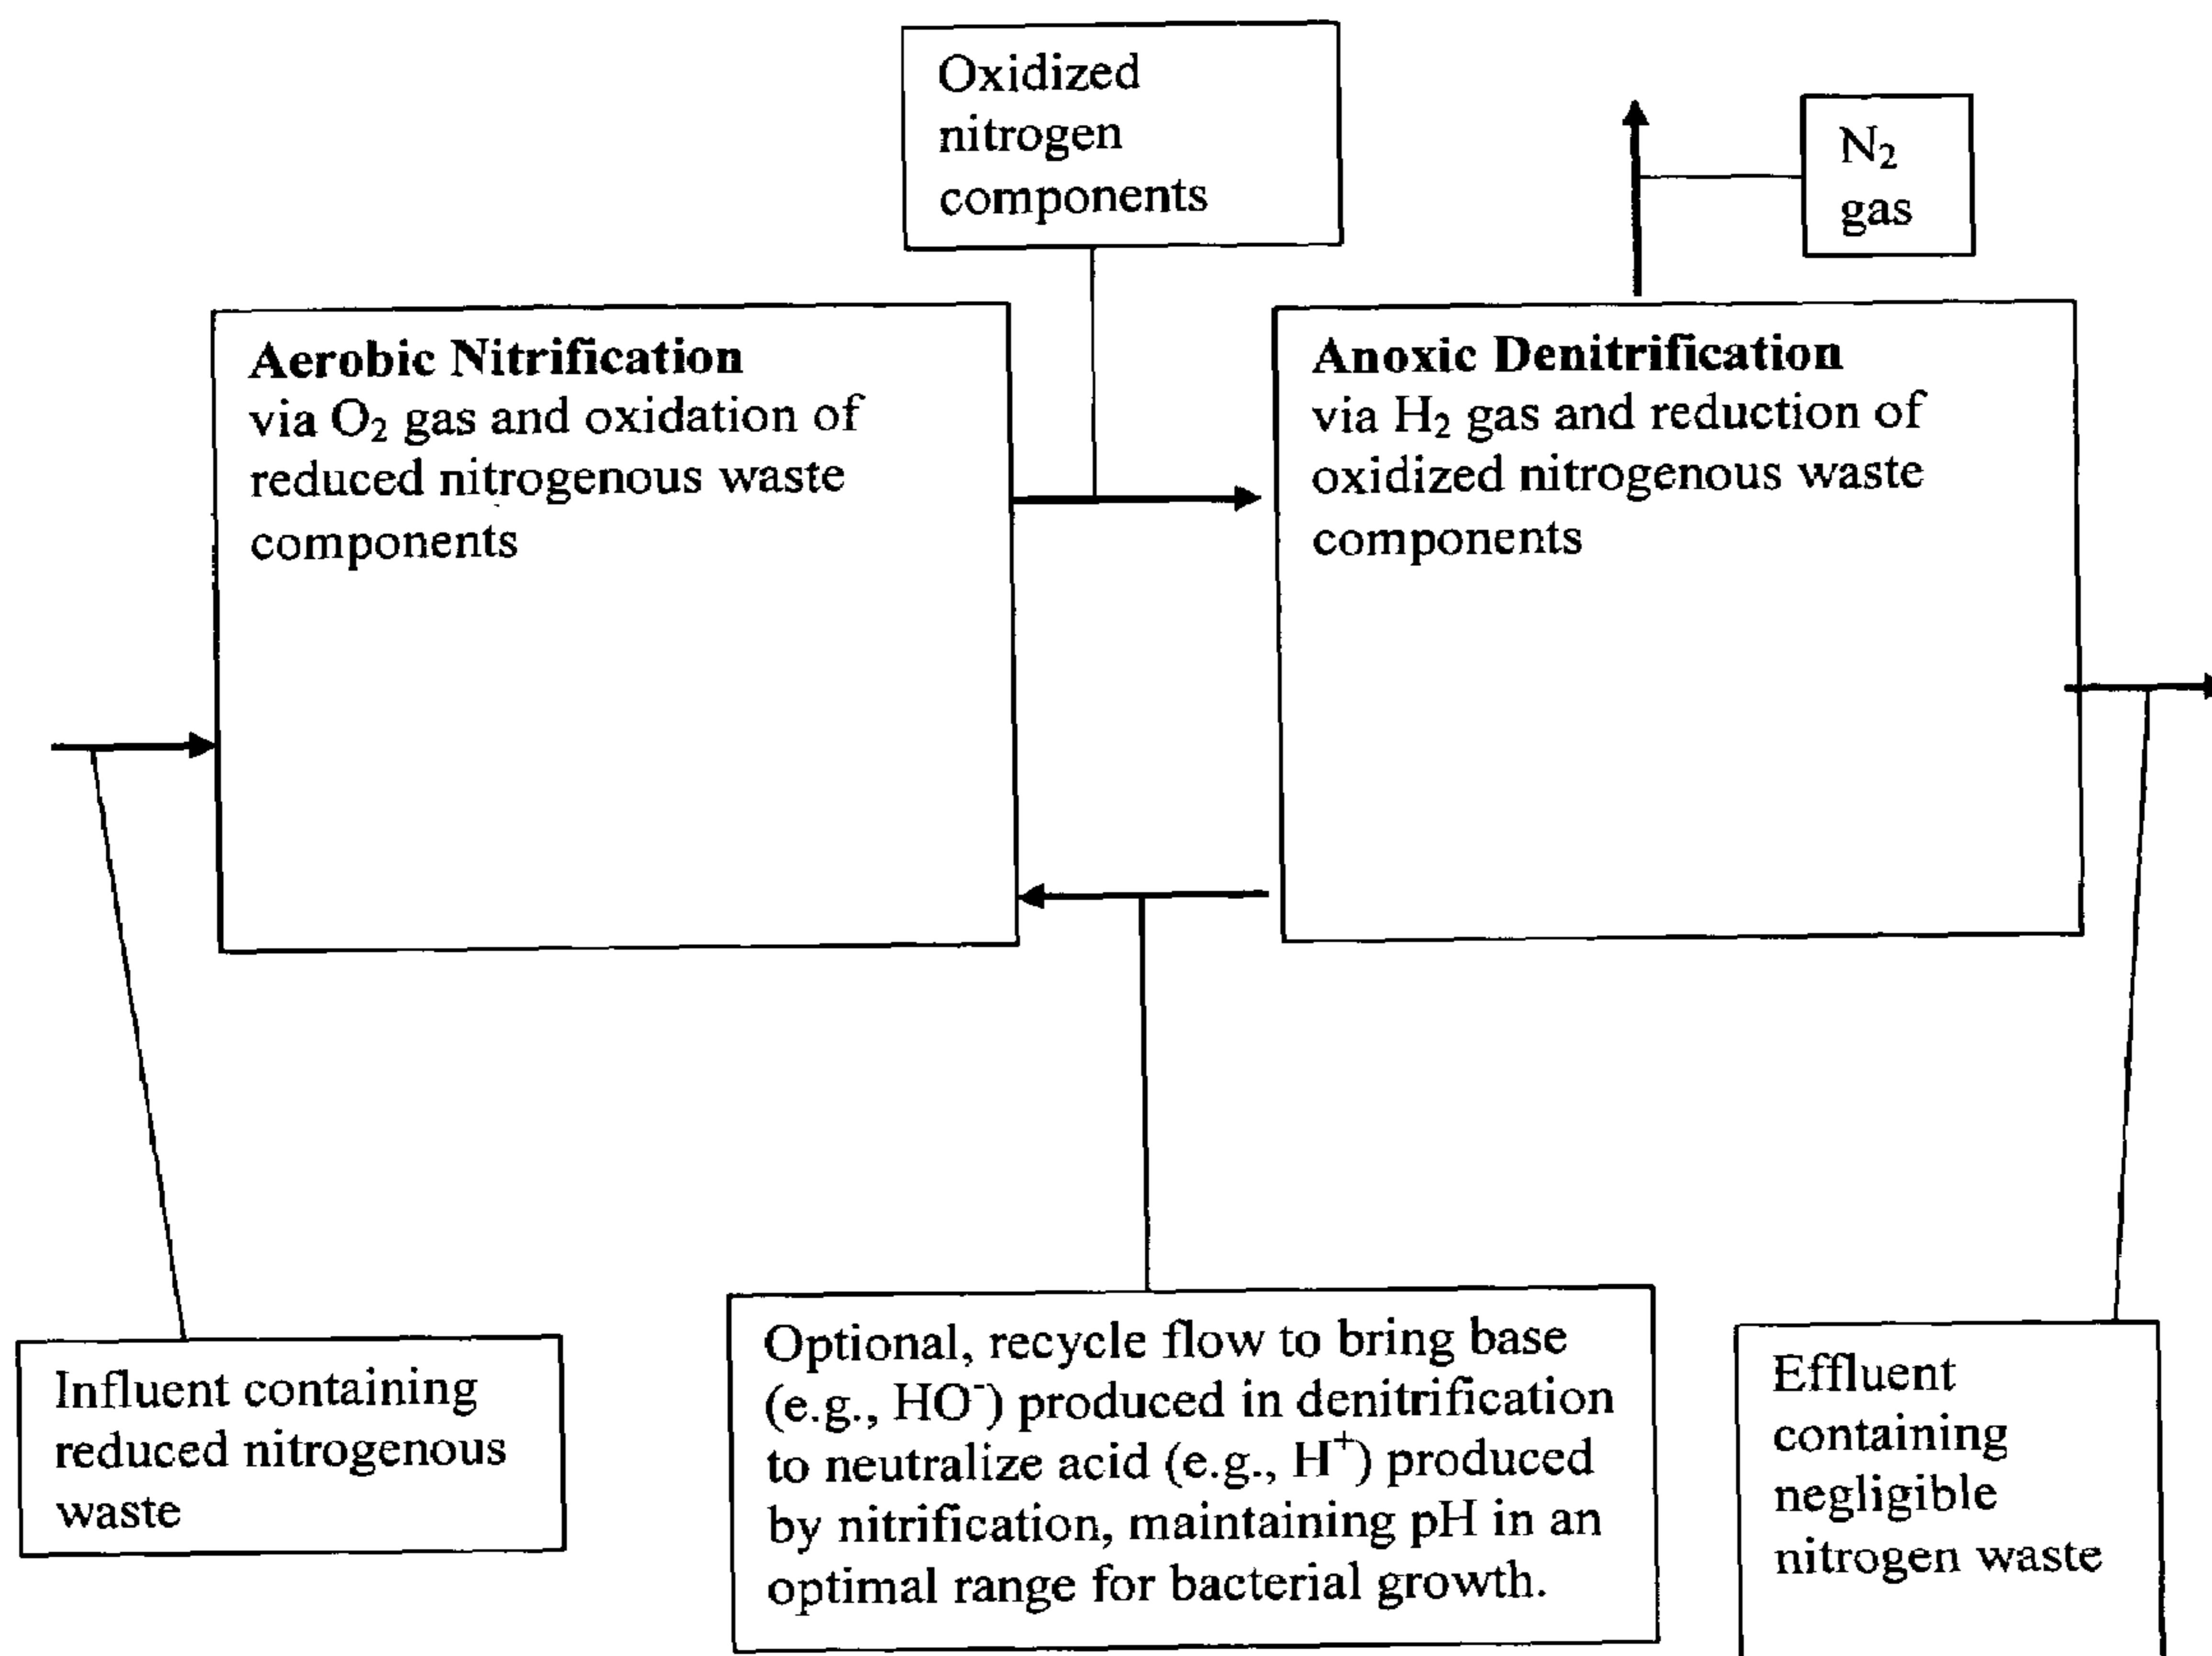 Oxidized
nitrogen
components
N₂
gas
Aerobic Nitrification
via O₂ gas and oxidation of
reduced nitrogenous waste
components
Anoxic Denitrification
via H₂ gas and reduction of
oxidized nitrogenous waste
components
Influent containing
reduced nitrogenous
waste
Optional, recycle flow to bring base
(e.g., HO⁻) produced in denitrification
to neutralize acid (e.g., H⁺) produced
by nitrification, maintaining pH in an
optimal range for bacterial growth.
Effluent
containing
negligible
nitrogen waste